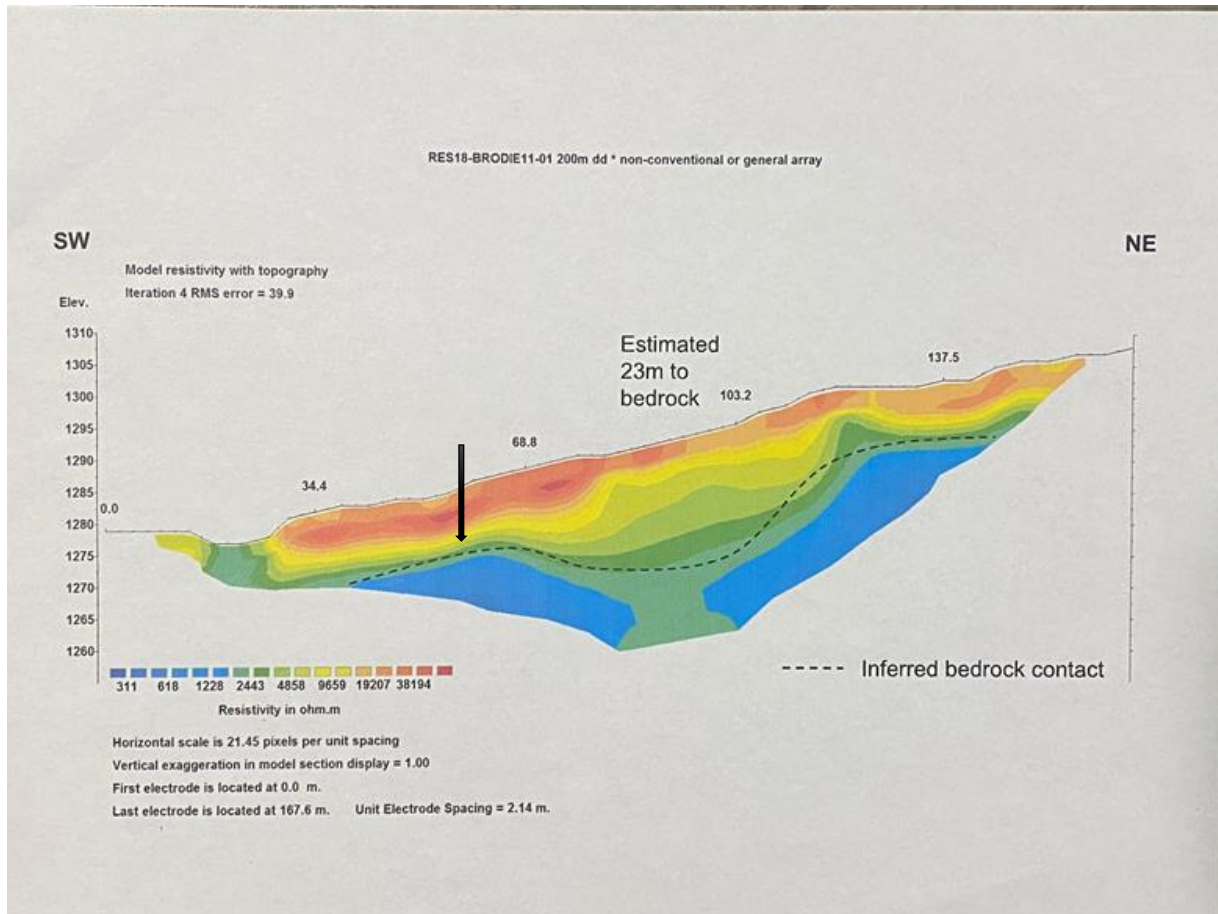 RES18-BRODIE11-01 200m dd * non-conventional or general array
SW
NE
Model resistivity with topography
Iteration 4 RMS error = 39.9
Elev.
1310
1305
1300
1295
1290
1285
1280
1275
1270
1265
1260
0.0
34.4
68.8
Estimated
23m to
bedrock
103.2
137.5
Inferred bedrock contact
311 618 1228 2443 4858 9659 19207 38194
Resistivity in ohm.m
Horizontal scale is 21.45 pixels per unit spacing
Vertical exaggeration in model section display = 1.00
First electrode is located at 0.0 m.
Last electrode is located at 167.6 m. Unit Electrode Spacing = 2.14 m.